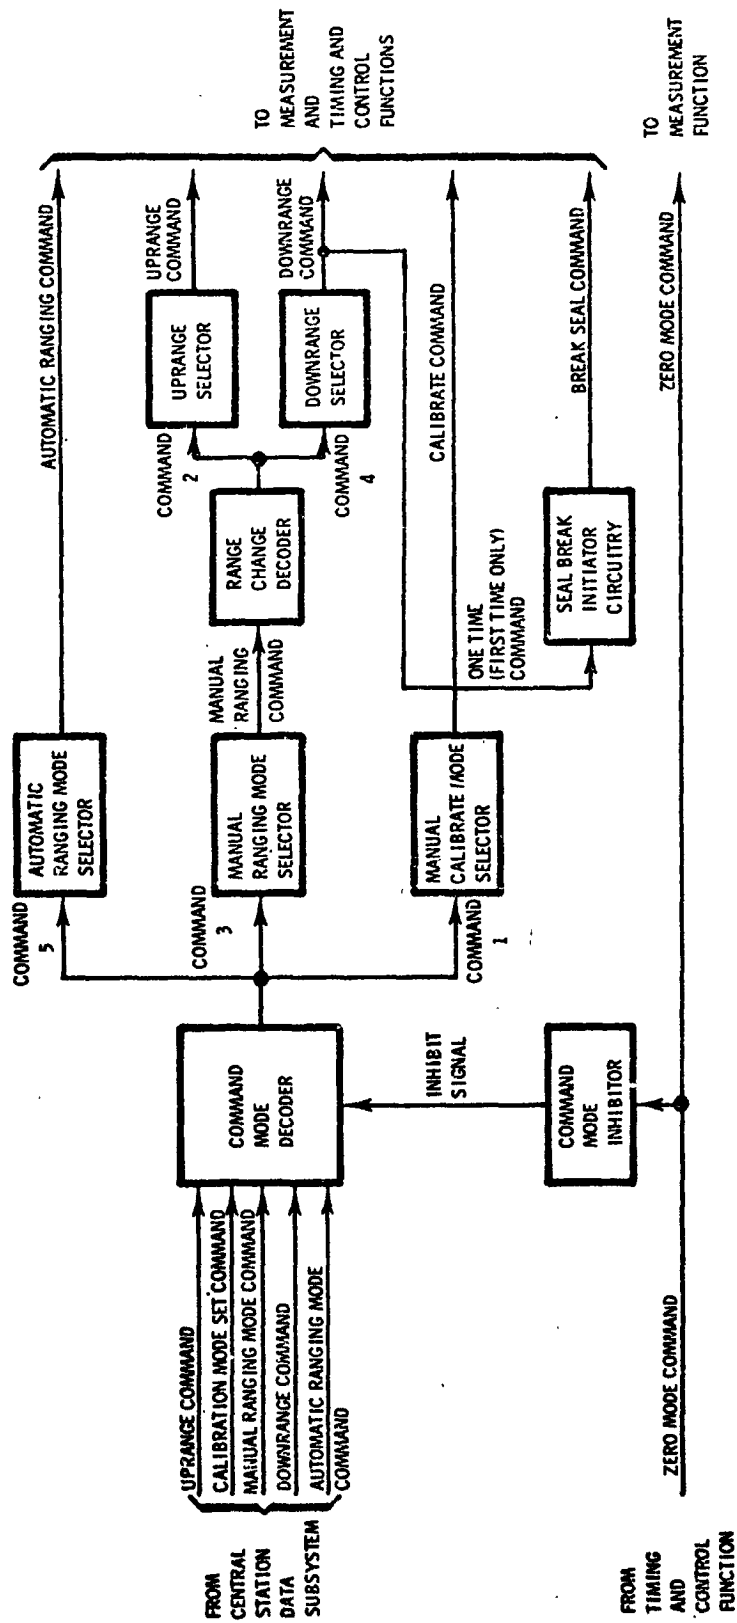 FROM
CENTRAL
STATION
DATA
SUBSYSTEM
UPRANGE COMMAND
CALIBRATION MODE SET COMMAND
MANUAL RANGING MODE COMMAND
DOWNRANGE COMMAND
AUTOMATIC RANGING MODE
COMMAND
COMMAND
MODE
DECODER
INHIBIT
SIGNAL
COMMAND
MODE
INHIBITOR
FROM
TIMING
AND
CONTROL
FUNCTION
ZERO MODE COMMAND
COMMAND
5
AUTOMATIC
RANGING MODE
SELECTOR
AUTOMATIC RANGING COMMAND
COMMAND
3
MANUAL
RANGING MODE
SELECTOR
MANUAL
RANGING
COMMAND
RANGE
CHANGE
DECODER
COMMAND
2
UPRANGE
SELECTOR
UPRANGE
COMMAND
COMMAND
4
DOWNRANGE
SELECTOR
DOWNRANGE
COMMAND
COMMAND
1
MANUAL
CALIBRATE MODE
SELECTOR
CALIBRATE COMMAND
ONE TIME
(FIRST TIME ONLY)
COMMAND
SEAL BREAK
INITIATOR
CIRCUITRY
BREAK SEAL COMMAND
ZERO MODE COMMAND
TO
MEASUREMENT
AND
TIMING AND
CONTROL
FUNCTIONS
TO
MEASUREMENT
FUNCTION